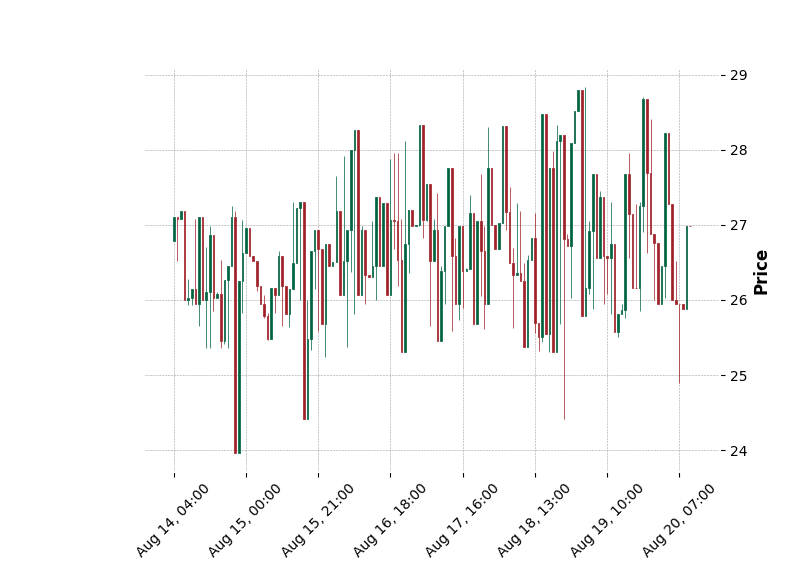 29
28
27
26
25
24
Price
Aug 14, 04:00
Aug 15, 00:00
Aug 15, 21:00
Aug 16, 18:00
Aug 17, 16:00
Aug 18, 13:00
Aug 19, 10:00
Aug 20, 07:00